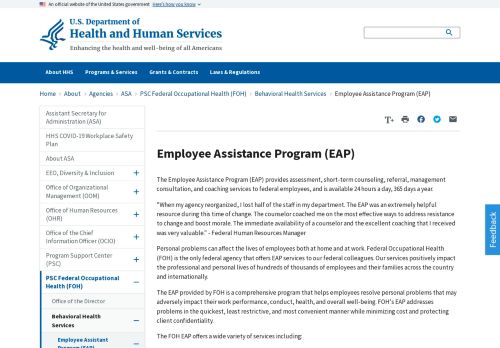 An official website of the United States government Here's how you know
U.S. Department of
Health and Human Services
Enhancing the health and well-being of all Americans
About HHS Programs & Services Grants & Contracts Laws & Regulations
Home About Agencies ASA PSC Federal Occupational Health (FOH) Behavioral Health Services Employee Assistance Program (EAP)
Assistant Secretary for
Administration (ASA)
HHS COVID-19 Workplace Safety
Plan
About ASA
EEO, Diversity & Inclusion
Office of Organizational
Management (OOM)
Office of Human Resources
(OHR)
Office of the Chief
Information Officer (OCIO)
Program Support Center
(PSC)
PSC Federal Occupational
Health (FOH)
Office of the Director
Behavioral Health
Services
Employee Assistance
Program (EAP)
T+
Employee Assistance Program (EAP)
The Employee Assistance Program (EAP) provides assessment, short-term counseling, referral, management
consultation, and coaching services to federal employees, and is available 24 hours a day, 365 days a year.
"When my agency reorganized, I lost half of the staff in my department. The EAP was an extremely helpful
resource during this time of change. The counselor coached me on the most effective ways to address resistance
to change and boost morale. The immediate availability of a counselor and the excellent coaching that I received
was very valuable." - Federal Human Resources Manager
Personal problems can affect the lives of employees both at home and at work. Federal Occupational Health
(FOH) is the only federal agency that offers EAP services to our federal colleagues. Our services positively impact
the professional and personal lives of hundreds of thousands of employees and their families across the country
and internationally.
The EAP provided by FOH is a comprehensive program that helps employees resolve personal problems that may
adversely impact their work performance, conduct, health, and overall well-being. FOH's EAP addresses
problems in the quickest, least restrictive, and most convenient manner while minimizing cost and protecting
client confidentiality.
The FOH EAP offers a wide variety of services including:
Feedback